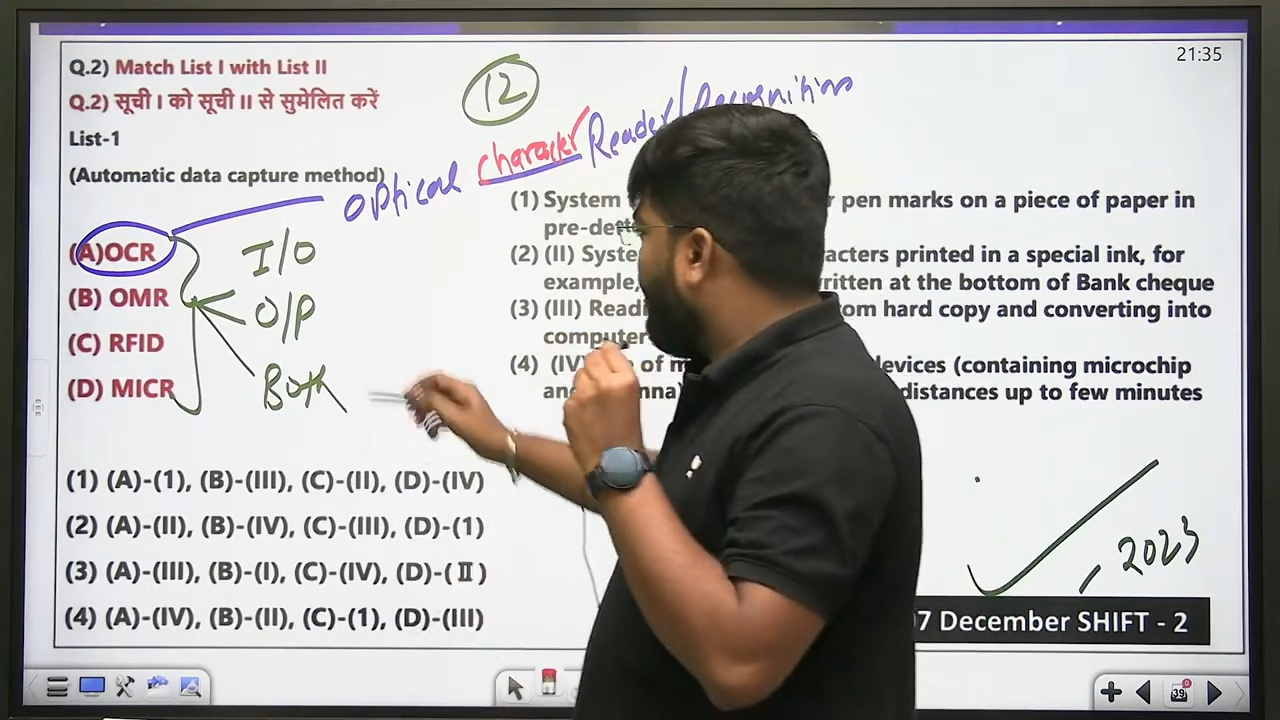 21:35
Q.2) Match List I with List II
Q.2) सूची I को सूची II से सुमेलित करें
12
List-1
(Automatic data capture method)
Optical character Reader/Recognition
(A)OCR
(B) OMR
(C) RFID
(D) MICR
I/O
O/P
Both
(1) System r pen marks on a piece of paper in
(2) (II) acters printed in a special ink, for
example, ritten at the bottom of Bank cheque
(3) (III) om hard copy and converting into
computer
(4) (IV) of evices (containing microchip
distances up to few minutes
(1) (A)-(1), (B)-(III), (C)-(II), (D)-(IV)
(2) (A)-(II), (B)-(IV), (C)-(III), (D)-(1)
(3) (A)-(III), (B)-(I), (C)-(IV), (D)-(II)
(4) (A)-(IV), (B)-(II), (C)-(1), (D)-(III)
, 2023
7 December SHIFT - 2
39